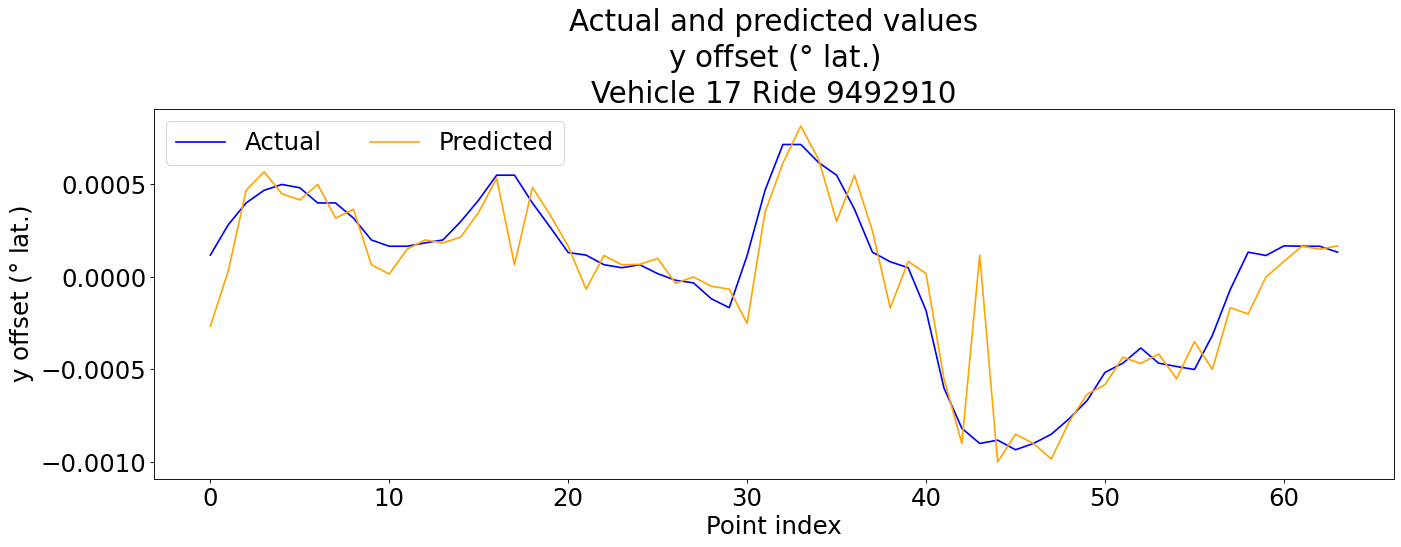 Actual and predicted values
y offset (° lat.)
Vehicle 17 Ride 9492910
Actual Predicted
y offset (° lat.)
0.0005
0.0000
−0.0005
−0.0010
0 10 20 30 40 50 60
Point index